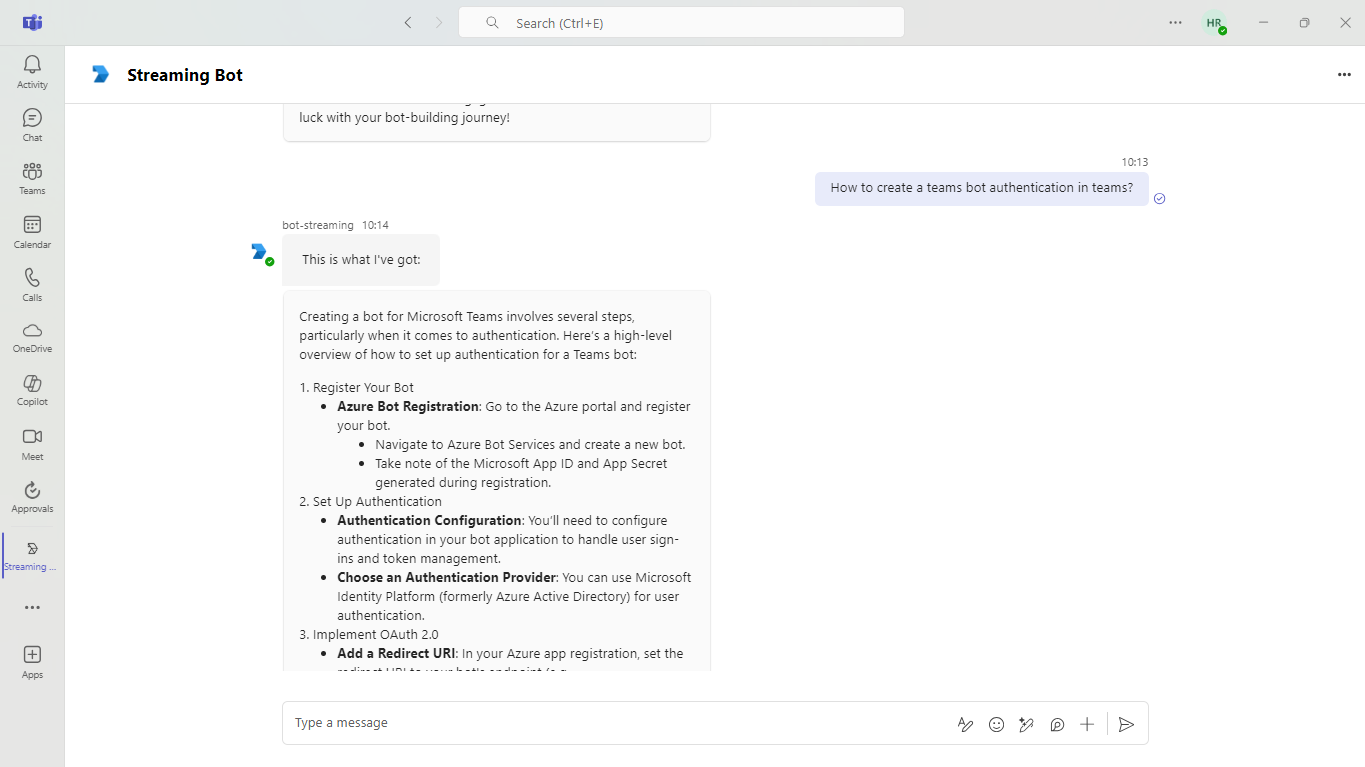 Search (Ctrl+E)
HR
Activity
Chat
Teams
Calendar
Calls
OneDrive
Copilot
Meet
Approvals
Streaming ...
Apps
Streaming Bot
luck with your bot-building journey!
10:13
How to create a teams bot authentication in teams?
bot-streaming 10:14
This is what I've got:
Creating a bot for Microsoft Teams involves several steps,
particularly when it comes to authentication. Here's a high-level
overview of how to set up authentication for a Teams bot:
1. Register Your Bot
• Azure Bot Registration: Go to the Azure portal and register
your bot.
• Navigate to Azure Bot Services and create a new bot.
• Take note of the Microsoft App ID and App Secret
generated during registration.
2. Set Up Authentication
• Authentication Configuration: You'll need to configure
authentication in your bot application to handle user sign-
ins and token management.
• Choose an Authentication Provider: You can use Microsoft
Identity Platform (formerly Azure Active Directory) for user
authentication.
3. Implement OAuth 2.0
• Add a Redirect URI: In your Azure app registration, set the
redirect URI to your bot's endpoint (e.g.,
Type a message